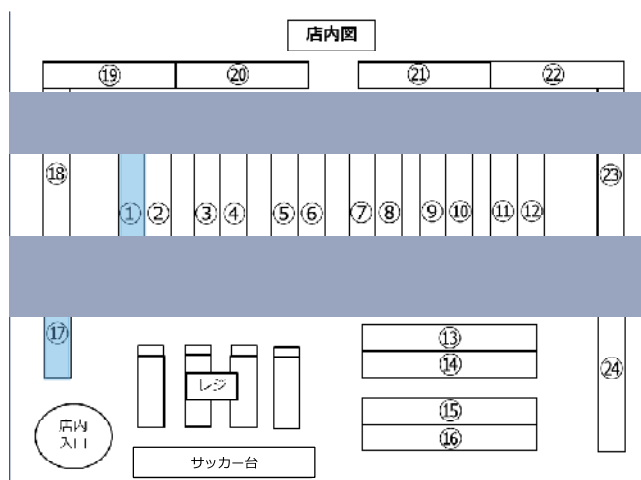 店内図
⑲ ⑳ ㉑ ㉒
⑱ ㉓
① ② ③ ④ ⑤ ⑥ ⑦ ⑧ ⑨ ⑩ ⑪ ⑫
⑰
⑬
⑭
㉔
レジ
⑮
⑯
店内
入口
サッカー台